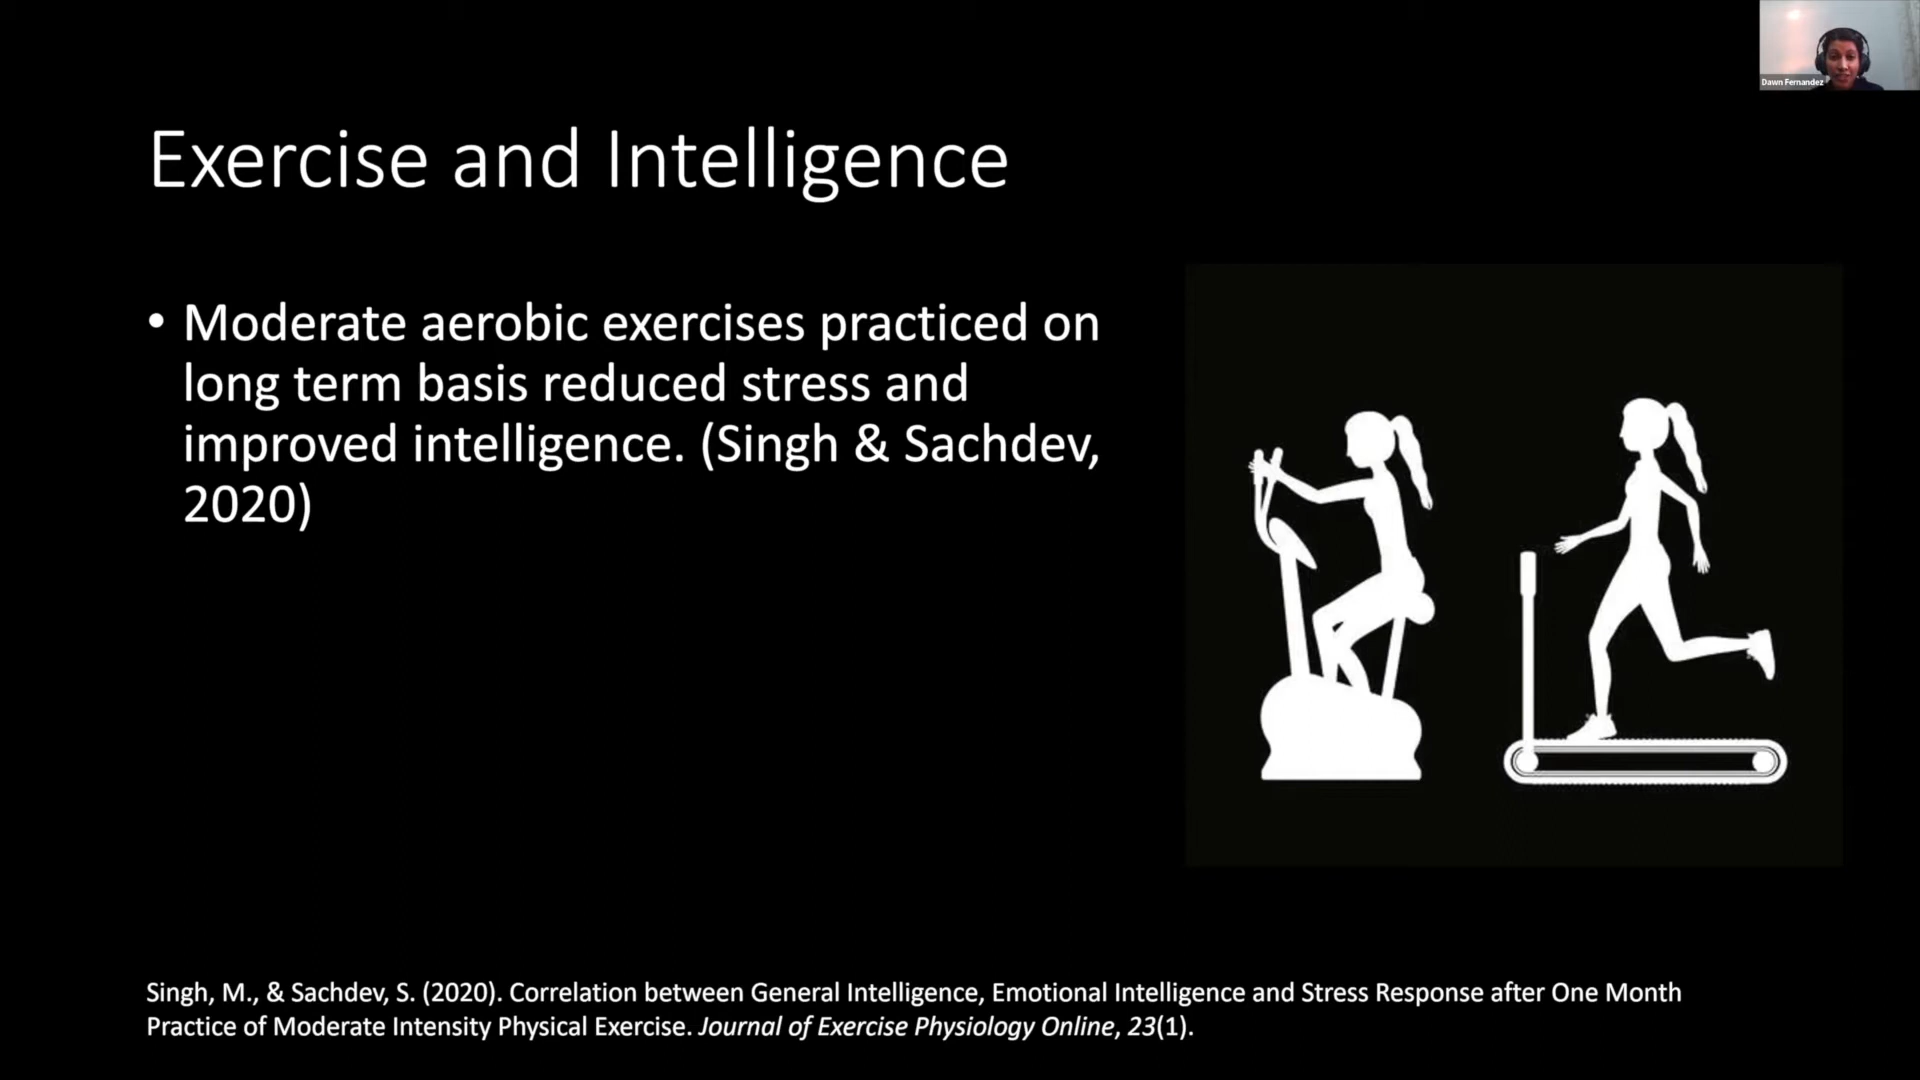 Dawn Fernandez
Exercise and Intelligence
• Moderate aerobic exercises practiced on
long term basis reduced stress and
improved intelligence. (Singh & Sachdev,
2020)
Singh, M., & Sachdev, S. (2020). Correlation between General Intelligence, Emotional Intelligence and Stress Response after One Month
Practice of Moderate Intensity Physical Exercise. Journal of Exercise Physiology Online, 23(1).